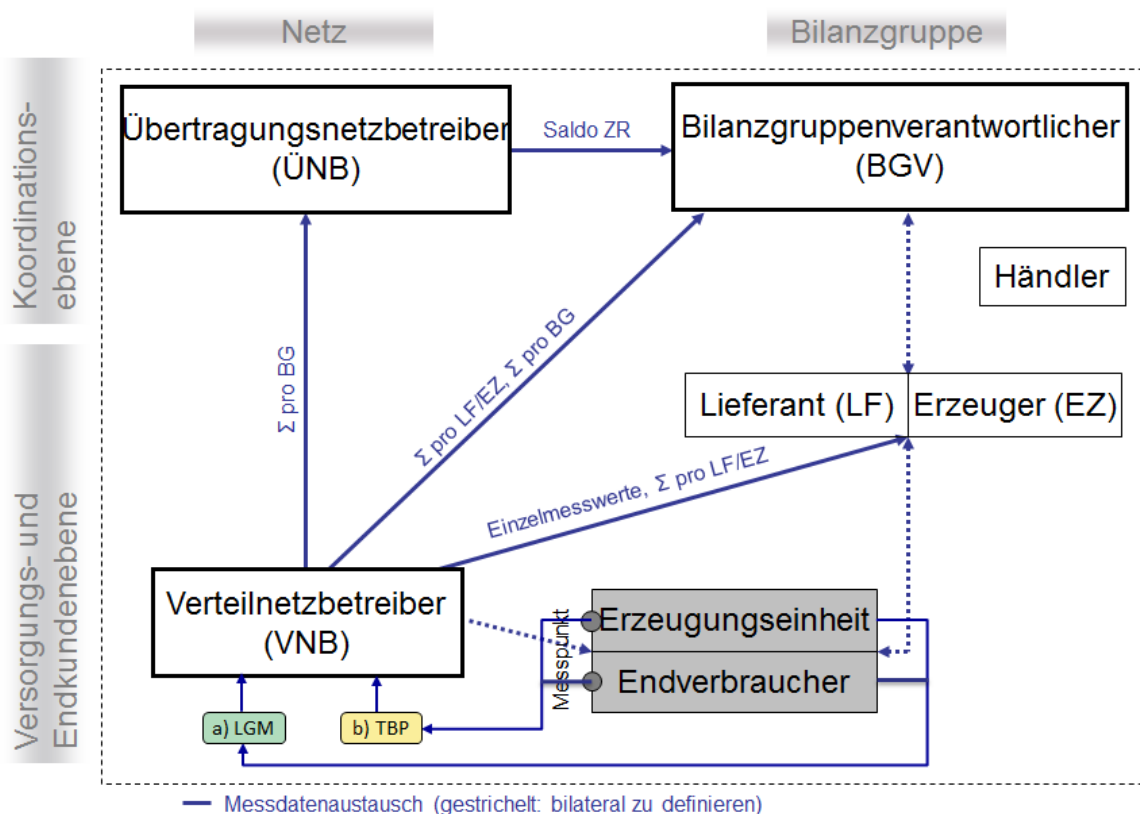 Netz
Bilanzgruppe
Koordinations-
ebene
Übertragungsnetzbetreiber
(ÜNB)
Saldo ZR
Bilanzgruppenverantwortlicher
(BGV)
Händler
Σ pro BG
Σ pro LF/EZ, Σ pro BG
Lieferant (LF)
Erzeuger (EZ)
Einzelmesswerte, Σ pro LF/EZ
Versorgungs- und
Endkundenebene
Verteilnetzbetreiber
(VNB)
Messpunkt
Erzeugungseinheit
Endverbraucher
a) LGM
b) TBP
Messdatenaustausch (gestrichelt: bilateral zu definieren)